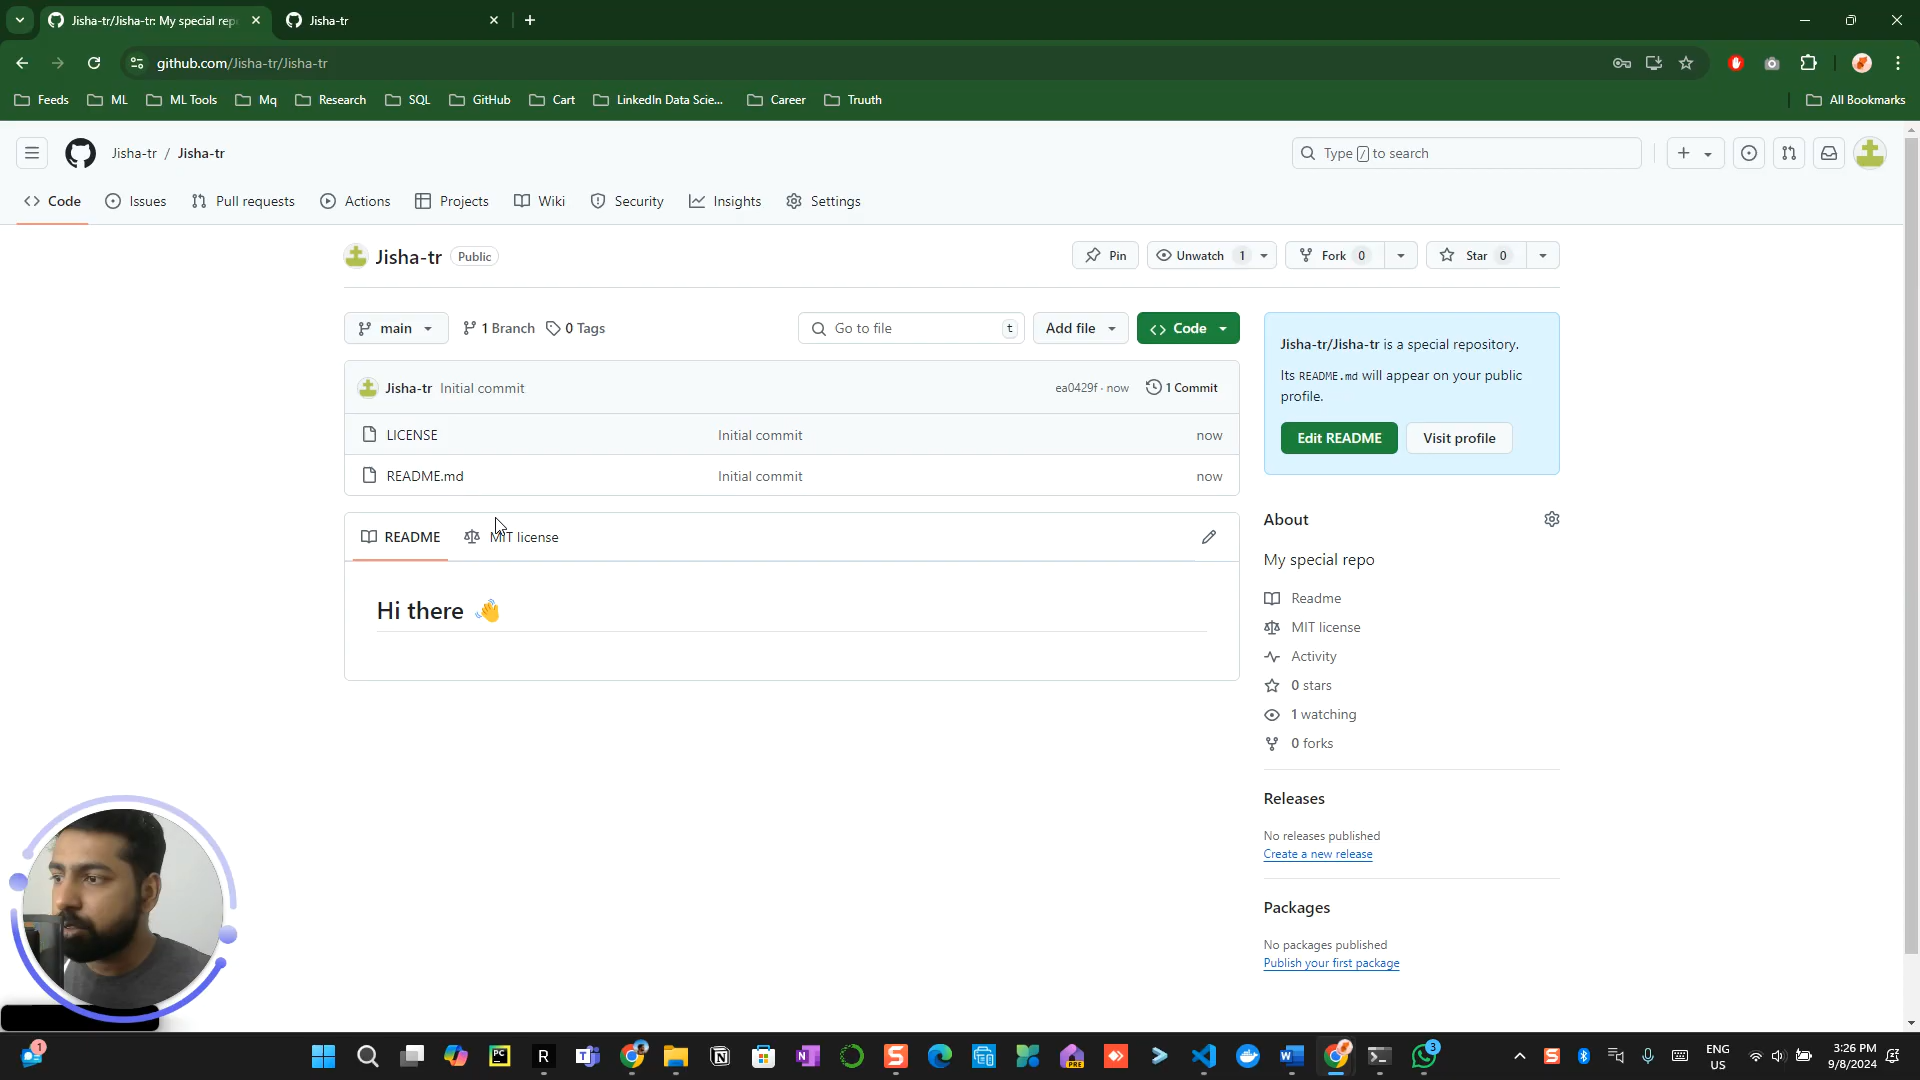 Jisha-tr/Jisha-tr: My special rep
Jisha-tr
github.com/Jisha-tr/Jisha-tr
Feeds
ML
ML Tools
Mq
Research
SQL
GitHub
Cart
LinkedIn Data Scie...
Career
Truuth
All Bookmarks
Jisha-tr / Jisha-tr
Type / to search
Code
Issues
Pull requests
Actions
Projects
Wiki
Security
Insights
Settings
Jisha-tr Public
Pin
Unwatch 1
Fork 0
Star 0
main
1 Branch
0 Tags
Go to file t
Add file
Code
Jisha-tr Initial commit
ea0429f · now
1 Commit
LICENSE Initial commit now
README.md Initial commit now
README
MIT license
Hi there 👋
Jisha-tr/Jisha-tr is a special repository.
Its README.md will appear on your public
profile.
Edit README
Visit profile
About
My special repo
Readme
MIT license
Activity
0 stars
1 watching
0 forks
Releases
No releases published
Create a new release
Packages
No packages published
Publish your first package
1
PC
R
T
N
N
S
PRE
W
3
S
ENG
US
3:26 PM
9/8/2024